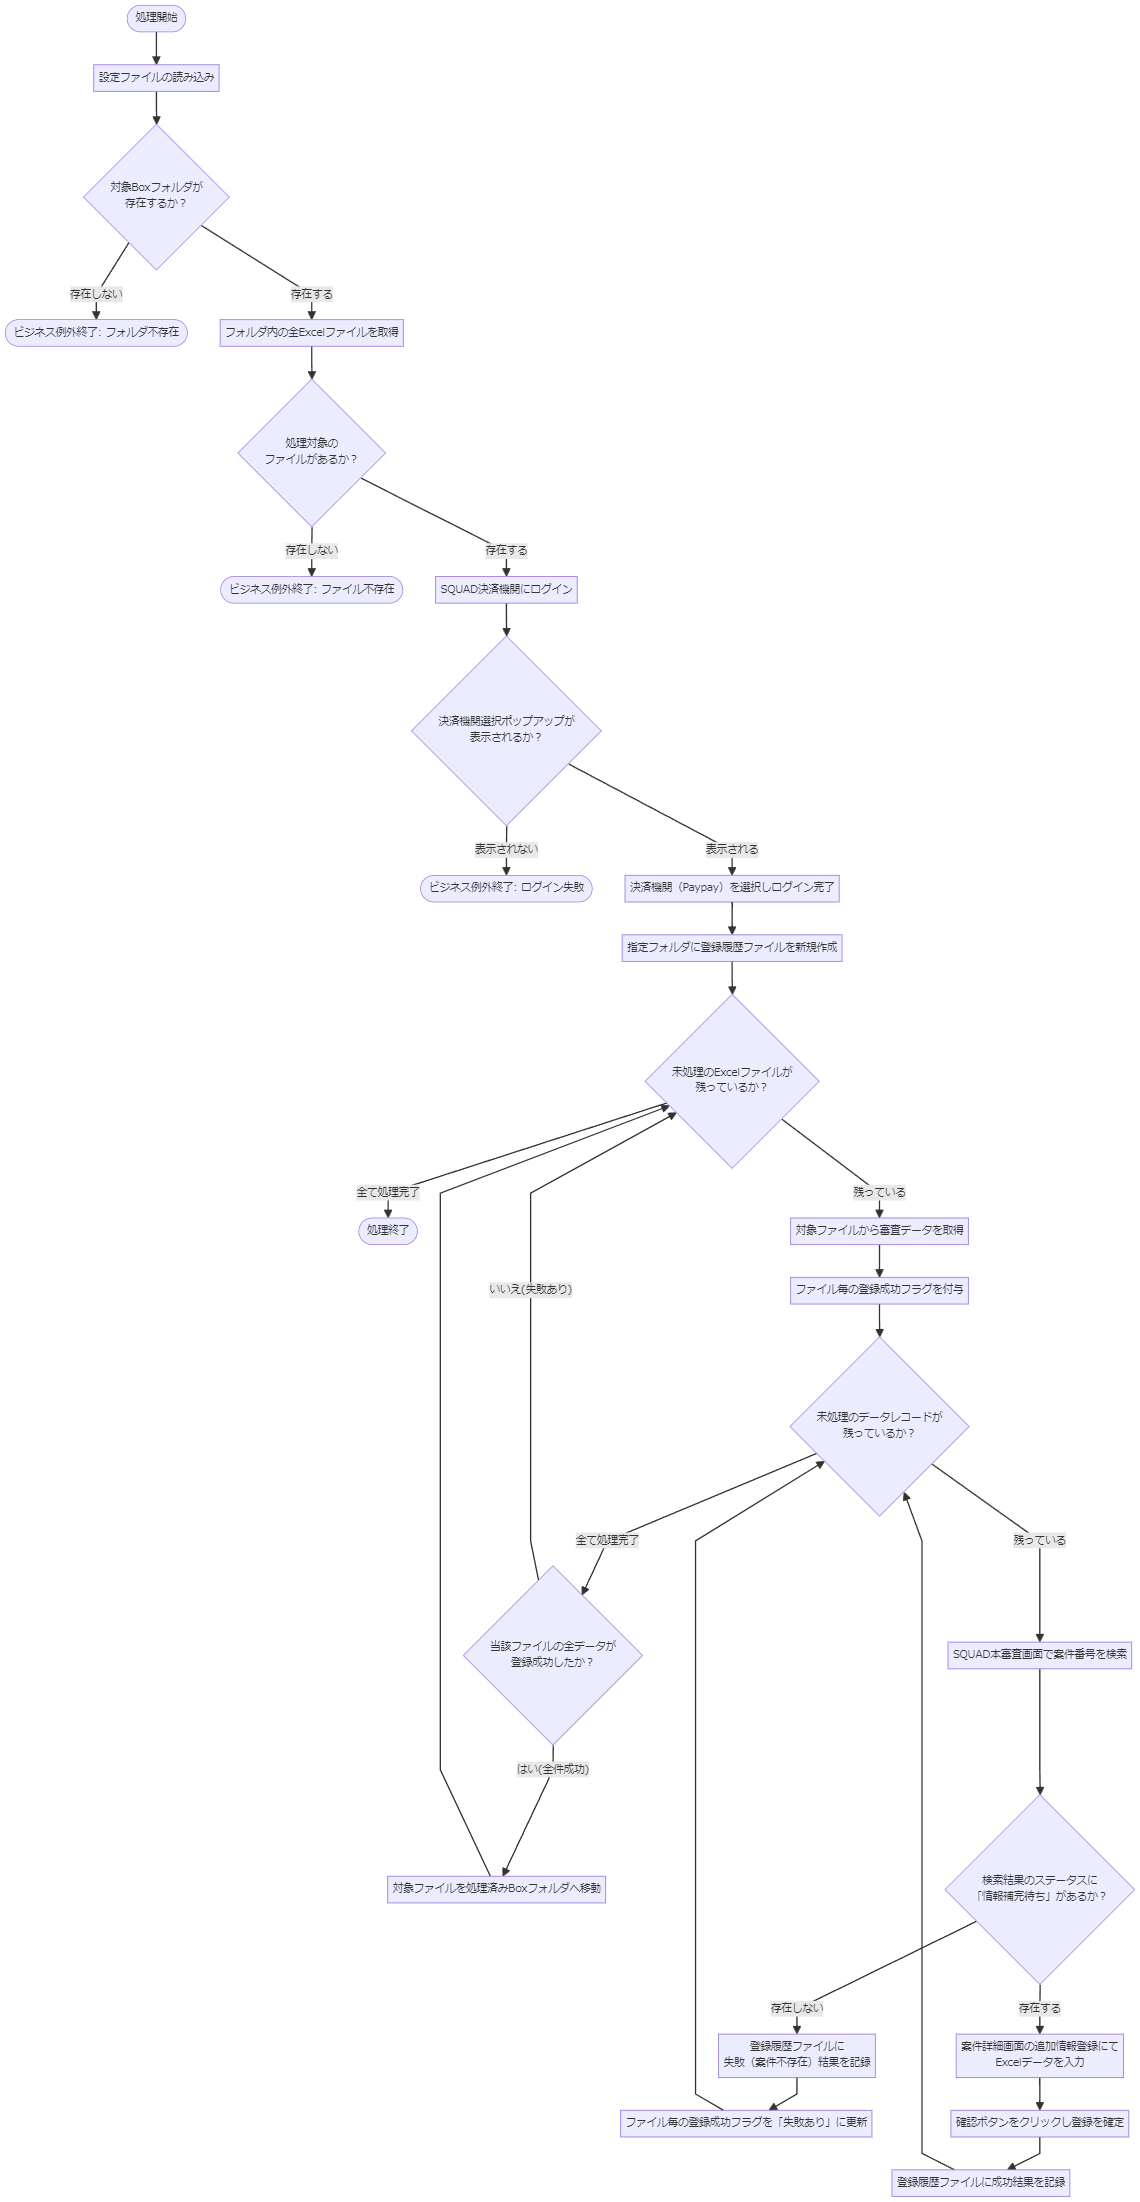 処理開始
設定ファイルの読み込み
対象Boxフォルダが
存在するか？
存在しない
存在する
ビジネス例外終了: フォルダ不存在
フォルダ内の全Excelファイルを取得
処理対象の
ファイルがあるか？
存在しない
存在する
ビジネス例外終了: ファイル不存在
SQUAD決済機関にログイン
決済機関選択ポップアップが
表示されるか？
表示されない
表示される
ビジネス例外終了: ログイン失敗
決済機関（Paypay）を選択しログイン完了
指定フォルダに登録履歴ファイルを新規作成
未処理のExcelファイルが
残っているか？
全て処理完了
残っている
処理終了
対象ファイルから審査データを取得
いいえ(失敗あり)
ファイル毎の登録成功フラグを付与
未処理のデータレコードが
残っているか？
全て処理完了
残っている
当該ファイルの全データが
登録成功したか？
SQUAD本審査画面で案件番号を検索
はい(全件成功)
対象ファイルを処理済みBoxフォルダへ移動
検索結果のステータスに
「情報補完待ち」があるか？
存在しない
存在する
登録履歴ファイルに
失敗（案件不存在）結果を記録
案件詳細画面の追加情報登録にて
Excelデータを入力
ファイル毎の登録成功フラグを「失敗あり」に更新
確認ボタンをクリックし登録を確定
登録履歴ファイルに成功結果を記録